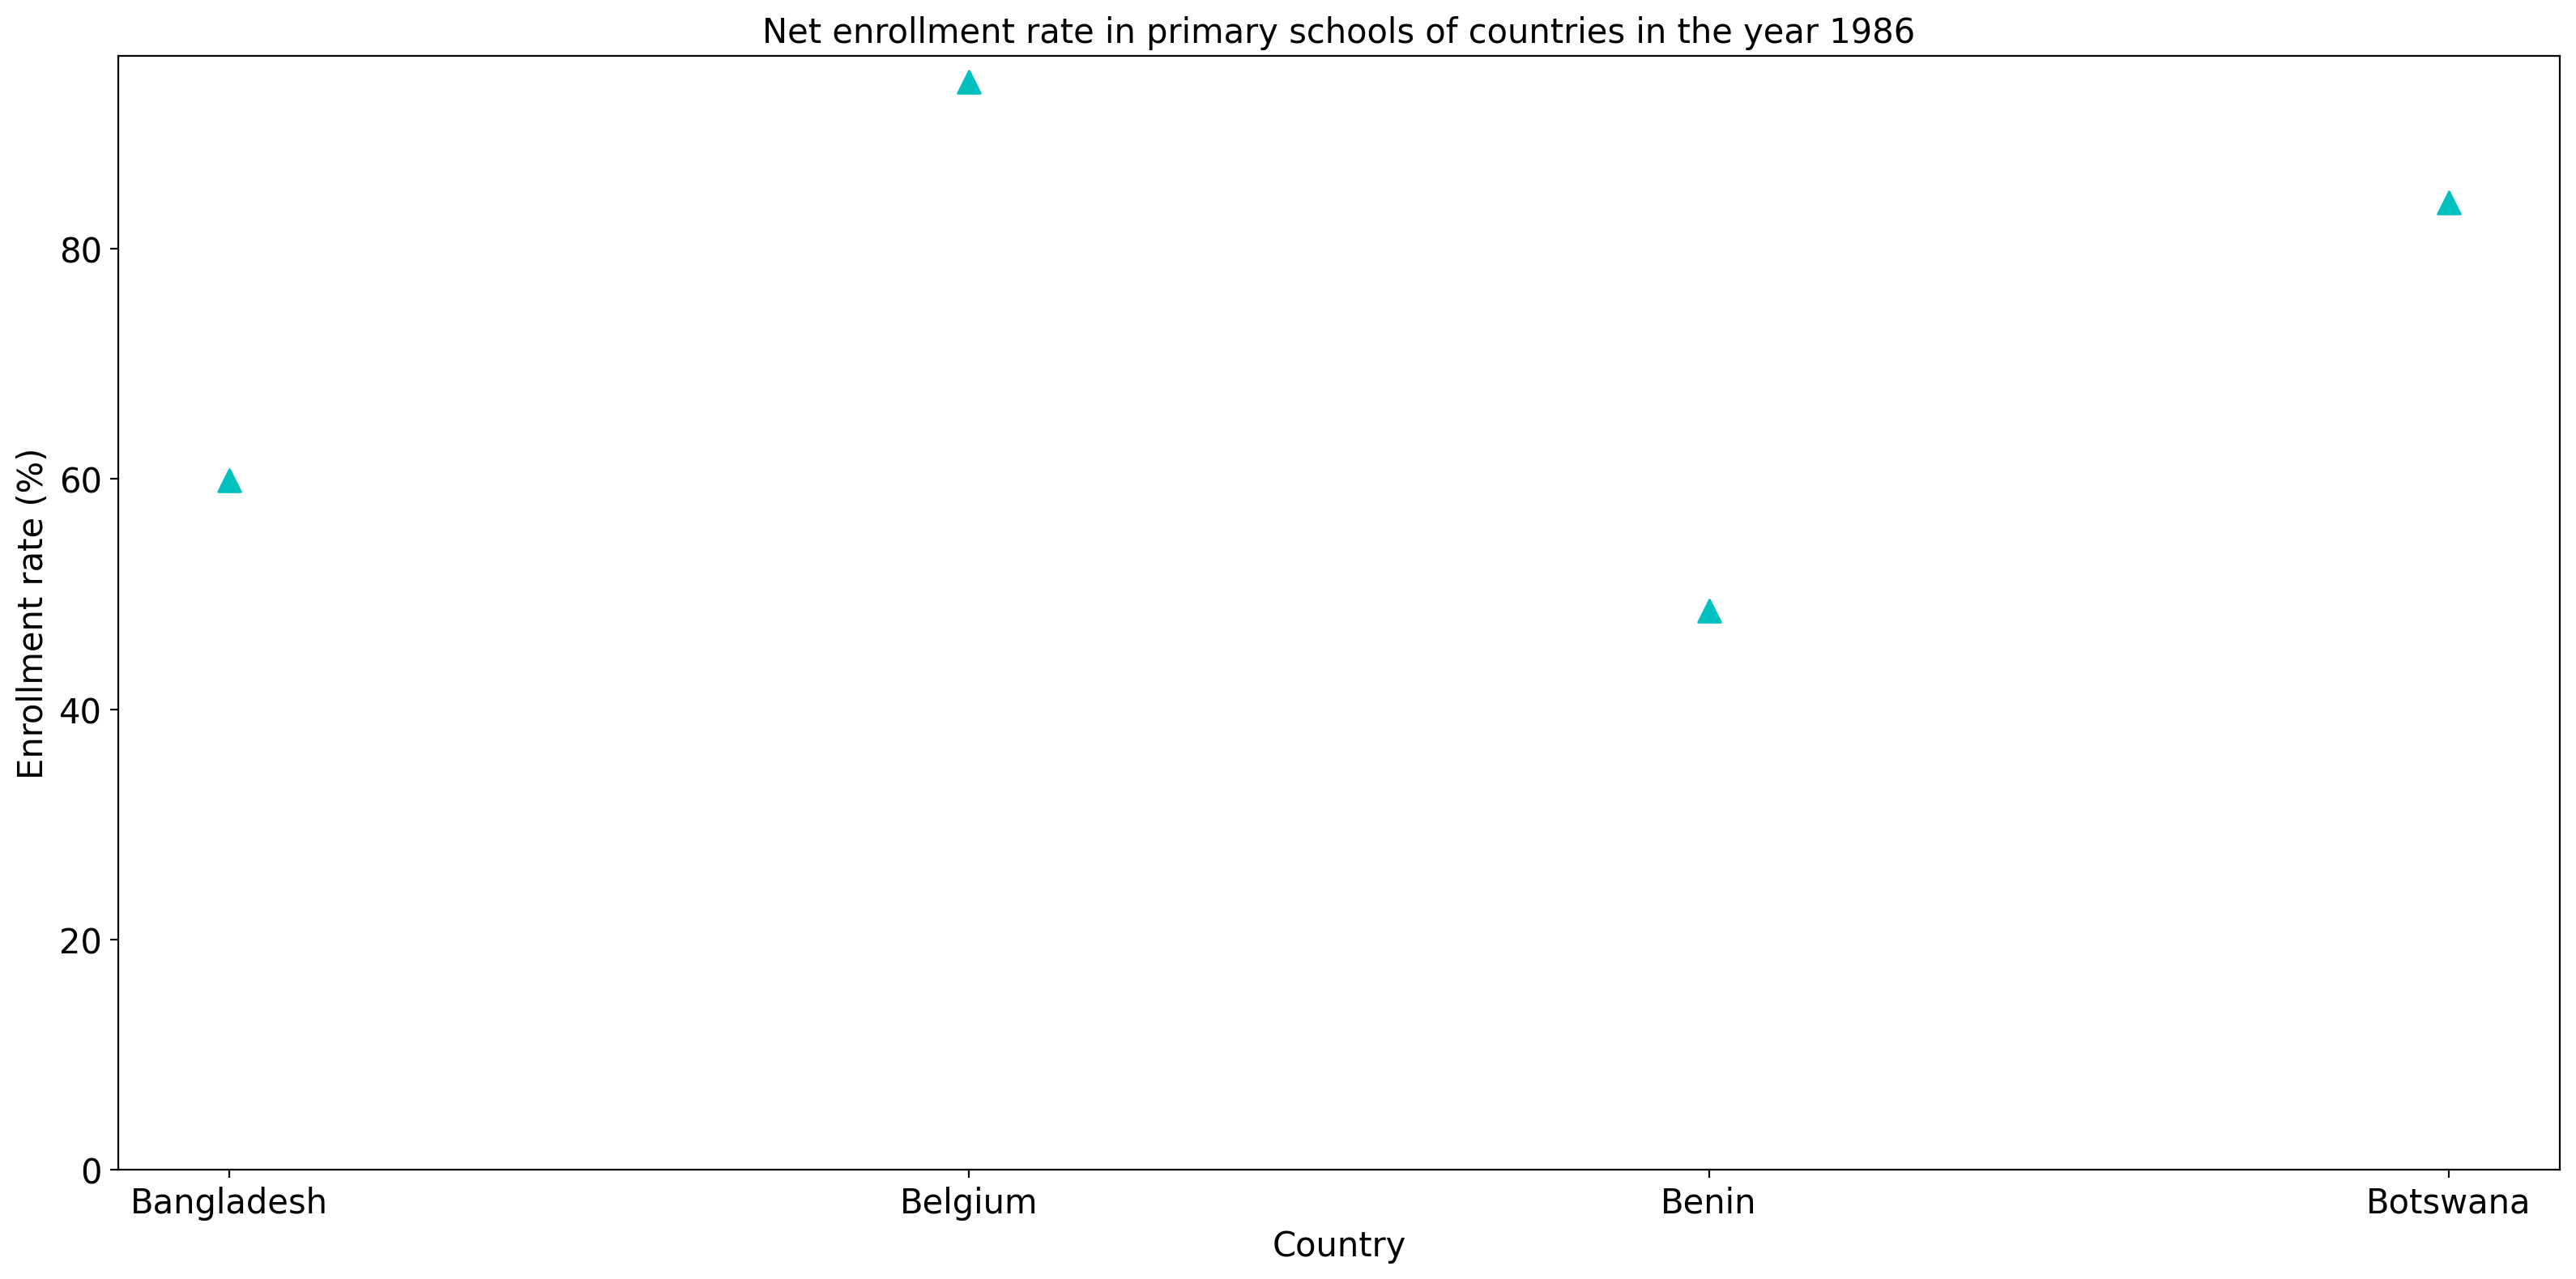 Net enrollment rate in primary schools of countries in the year 1986
Enrollment rate (%)
80
60
40
20
0
Bangladesh Belgium Benin Botswana
Country